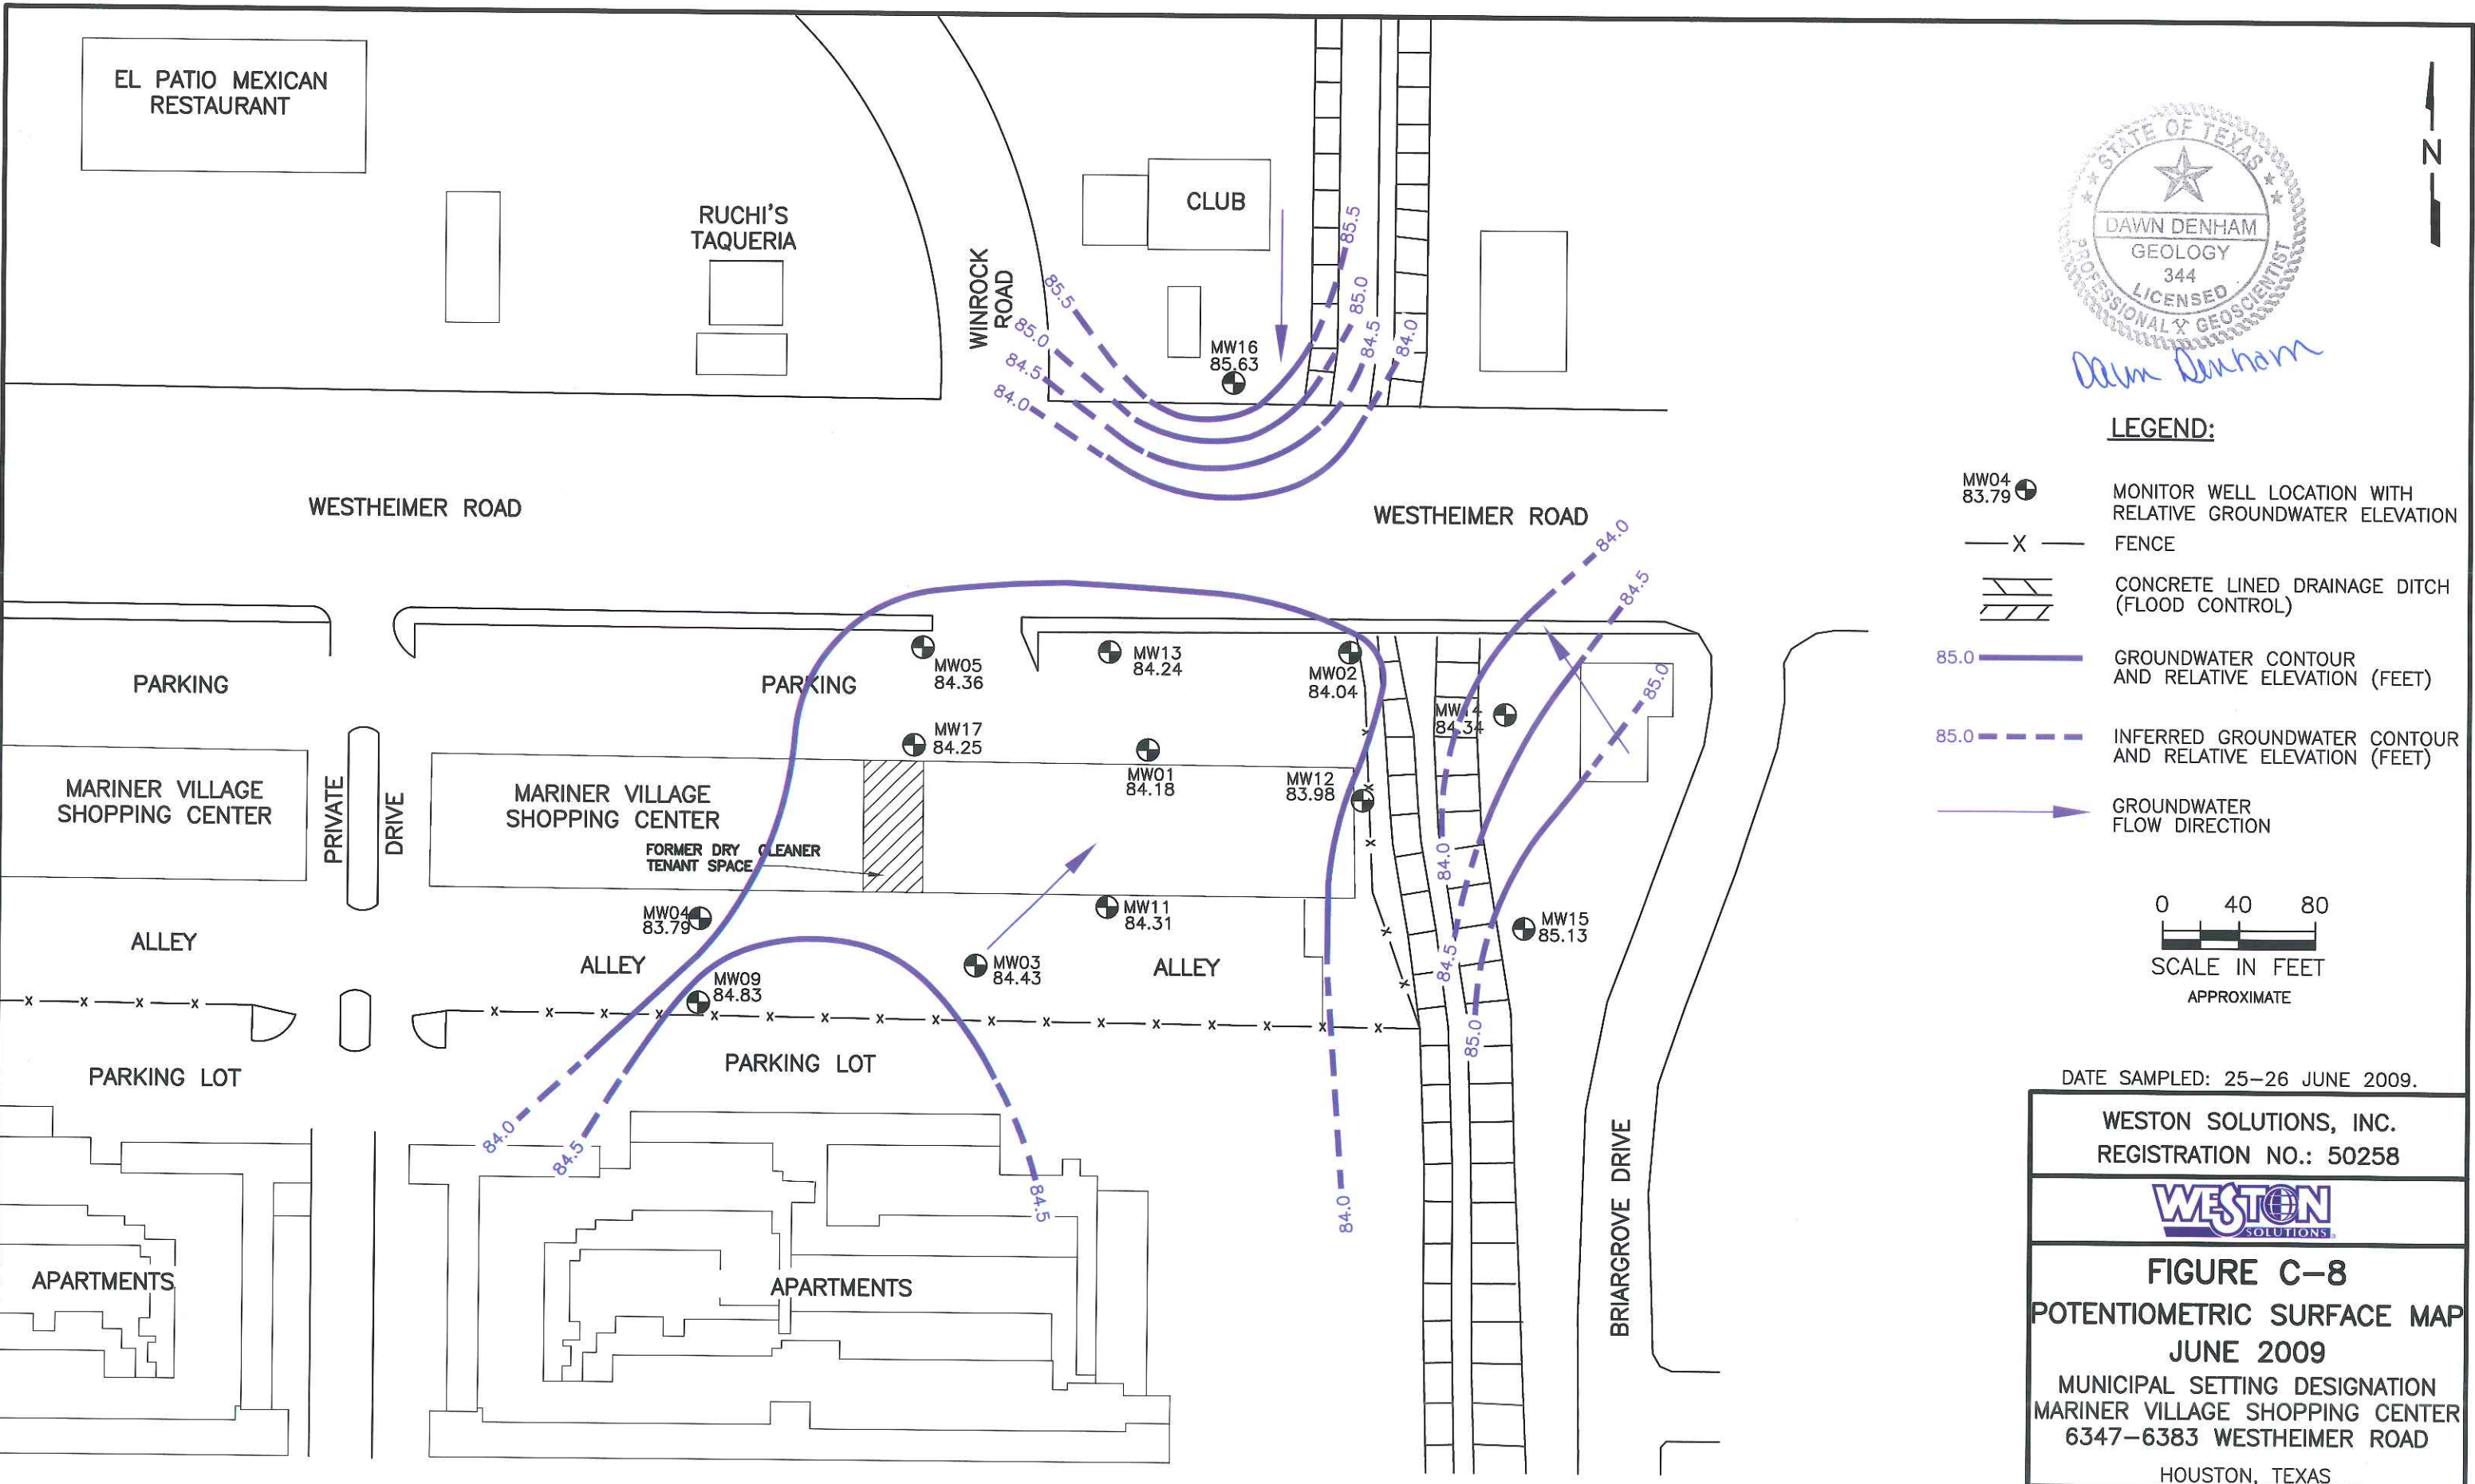 EL PATIO MEXICAN
RESTAURANT
RUCHI'S
TAQUERIA
WINROCK
ROAD
CLUB
85.5
85.0
84.5
84.0
85.5
85.0
84.5
84.0
MW16
85.63
N
STATE OF TEXAS
DAWN DENHAM
GEOLOGY
344
LICENSED
PROFESSIONAL GEOSCIENTIST
Dawn Denham
WESTHEIMER ROAD
WESTHEIMER ROAD
84.0
84.5
85.0
LEGEND:
MW04
83.79
MONITOR WELL LOCATION WITH
RELATIVE GROUNDWATER ELEVATION
X
FENCE
CONCRETE LINED DRAINAGE DITCH
(FLOOD CONTROL)
85.0
GROUNDWATER CONTOUR
AND RELATIVE ELEVATION (FEET)
85.0
INFERRED GROUNDWATER CONTOUR
AND RELATIVE ELEVATION (FEET)
GROUNDWATER
FLOW DIRECTION
0 40 80
SCALE IN FEET
APPROXIMATE
PARKING
PARKING
MW05
84.36
MW13
84.24
MW02
84.04
MW14
84.34
MW17
84.25
MW01
84.18
MW12
83.98
MARINER VILLAGE
SHOPPING CENTER
PRIVATE
DRIVE
MARINER VILLAGE
SHOPPING CENTER
FORMER DRY CLEANER
TENANT SPACE
84.0
84.5
85.0
MW04
83.79
MW11
84.31
MW15
85.13
ALLEY
ALLEY
MW03
84.43
ALLEY
MW09
84.83
PARKING LOT
PARKING LOT
84.0
84.5
84.5
84.0
APARTMENTS
APARTMENTS
BRIARGROVE DRIVE
DATE SAMPLED: 25-26 JUNE 2009.
WESTON SOLUTIONS, INC.
REGISTRATION NO.: 50258
WESTON
SOLUTIONS
FIGURE C-8
POTENTIOMETRIC SURFACE MAP
JUNE 2009
MUNICIPAL SETTING DESIGNATION
MARINER VILLAGE SHOPPING CENTER
6347-6383 WESTHEIMER ROAD
HOUSTON, TEXAS